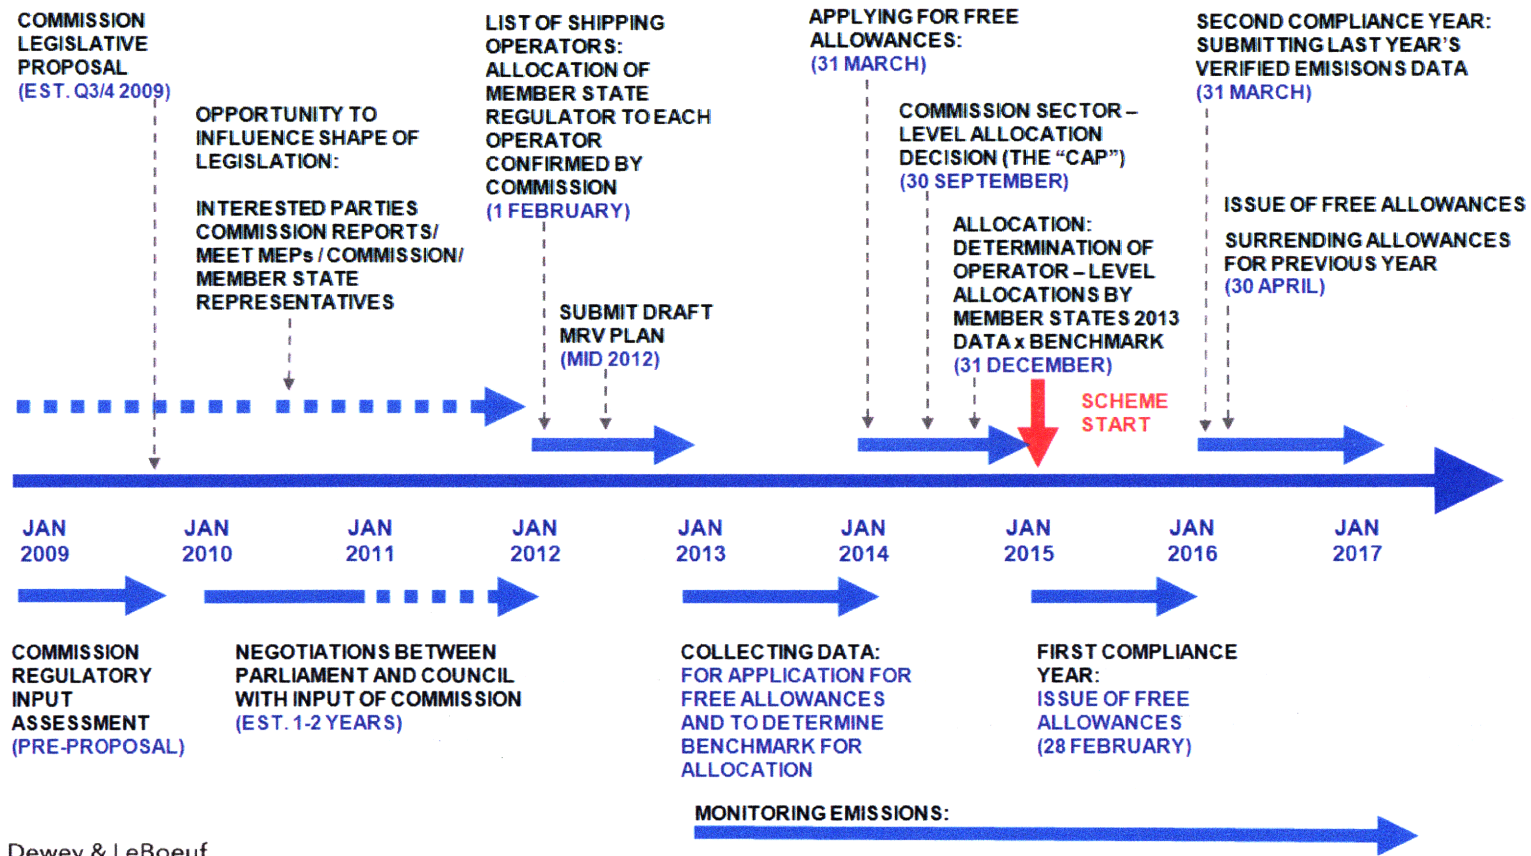 COMMISSION
LEGISLATIVE
PROPOSAL
(EST. Q3/4 2009)
OPPORTUNITY TO
INFLUENCE SHAPE OF
LEGISLATION:
INTERESTED PARTIES
COMMISSION REPORTS/
MEET MEPs / COMMISSION/
MEMBER STATE
REPRESENTATIVES
LIST OF SHIPPING
OPERATORS:
ALLOCATION OF
MEMBER STATE
REGULATOR TO EACH
OPERATOR
CONFIRMED BY
COMMISSION
(1 FEBRUARY)
SUBMIT DRAFT
MRV PLAN
(MID 2012)
APPLYING FOR FREE
ALLOWANCES:
(31 MARCH)
COMMISSION SECTOR –
LEVEL ALLOCATION
DECISION (THE “CAP”)
(30 SEPTEMBER)
ALLOCATION:
DETERMINATION OF
OPERATOR – LEVEL
ALLOCATIONS BY
MEMBER STATES 2013
DATA x BENCHMARK
(31 DECEMBER)
SCHEME
START
SECOND COMPLIANCE YEAR:
SUBMITTING LAST YEAR’S
VERIFIED EMISISONS DATA
(31 MARCH)
ISSUE OF FREE ALLOWANCES
SURRENDING ALLOWANCES
FOR PREVIOUS YEAR
(30 APRIL)
JAN
2009
JAN
2010
JAN
2011
JAN
2012
JAN
2013
JAN
2014
JAN
2015
JAN
2016
JAN
2017
COMMISSION
REGULATORY
INPUT
ASSESSMENT
(PRE-PROPOSAL)
NEGOTIATIONS BETWEEN
PARLIAMENT AND COUNCIL
WITH INPUT OF COMMISSION
(EST. 1-2 YEARS)
COLLECTING DATA:
FOR APPLICATION FOR
FREE ALLOWANCES
AND TO DETERMINE
BENCHMARK FOR
ALLOCATION
FIRST COMPLIANCE
YEAR:
ISSUE OF FREE
ALLOWANCES
(28 FEBRUARY)
MONITORING EMISSIONS:
Dewey & LeBoeuf